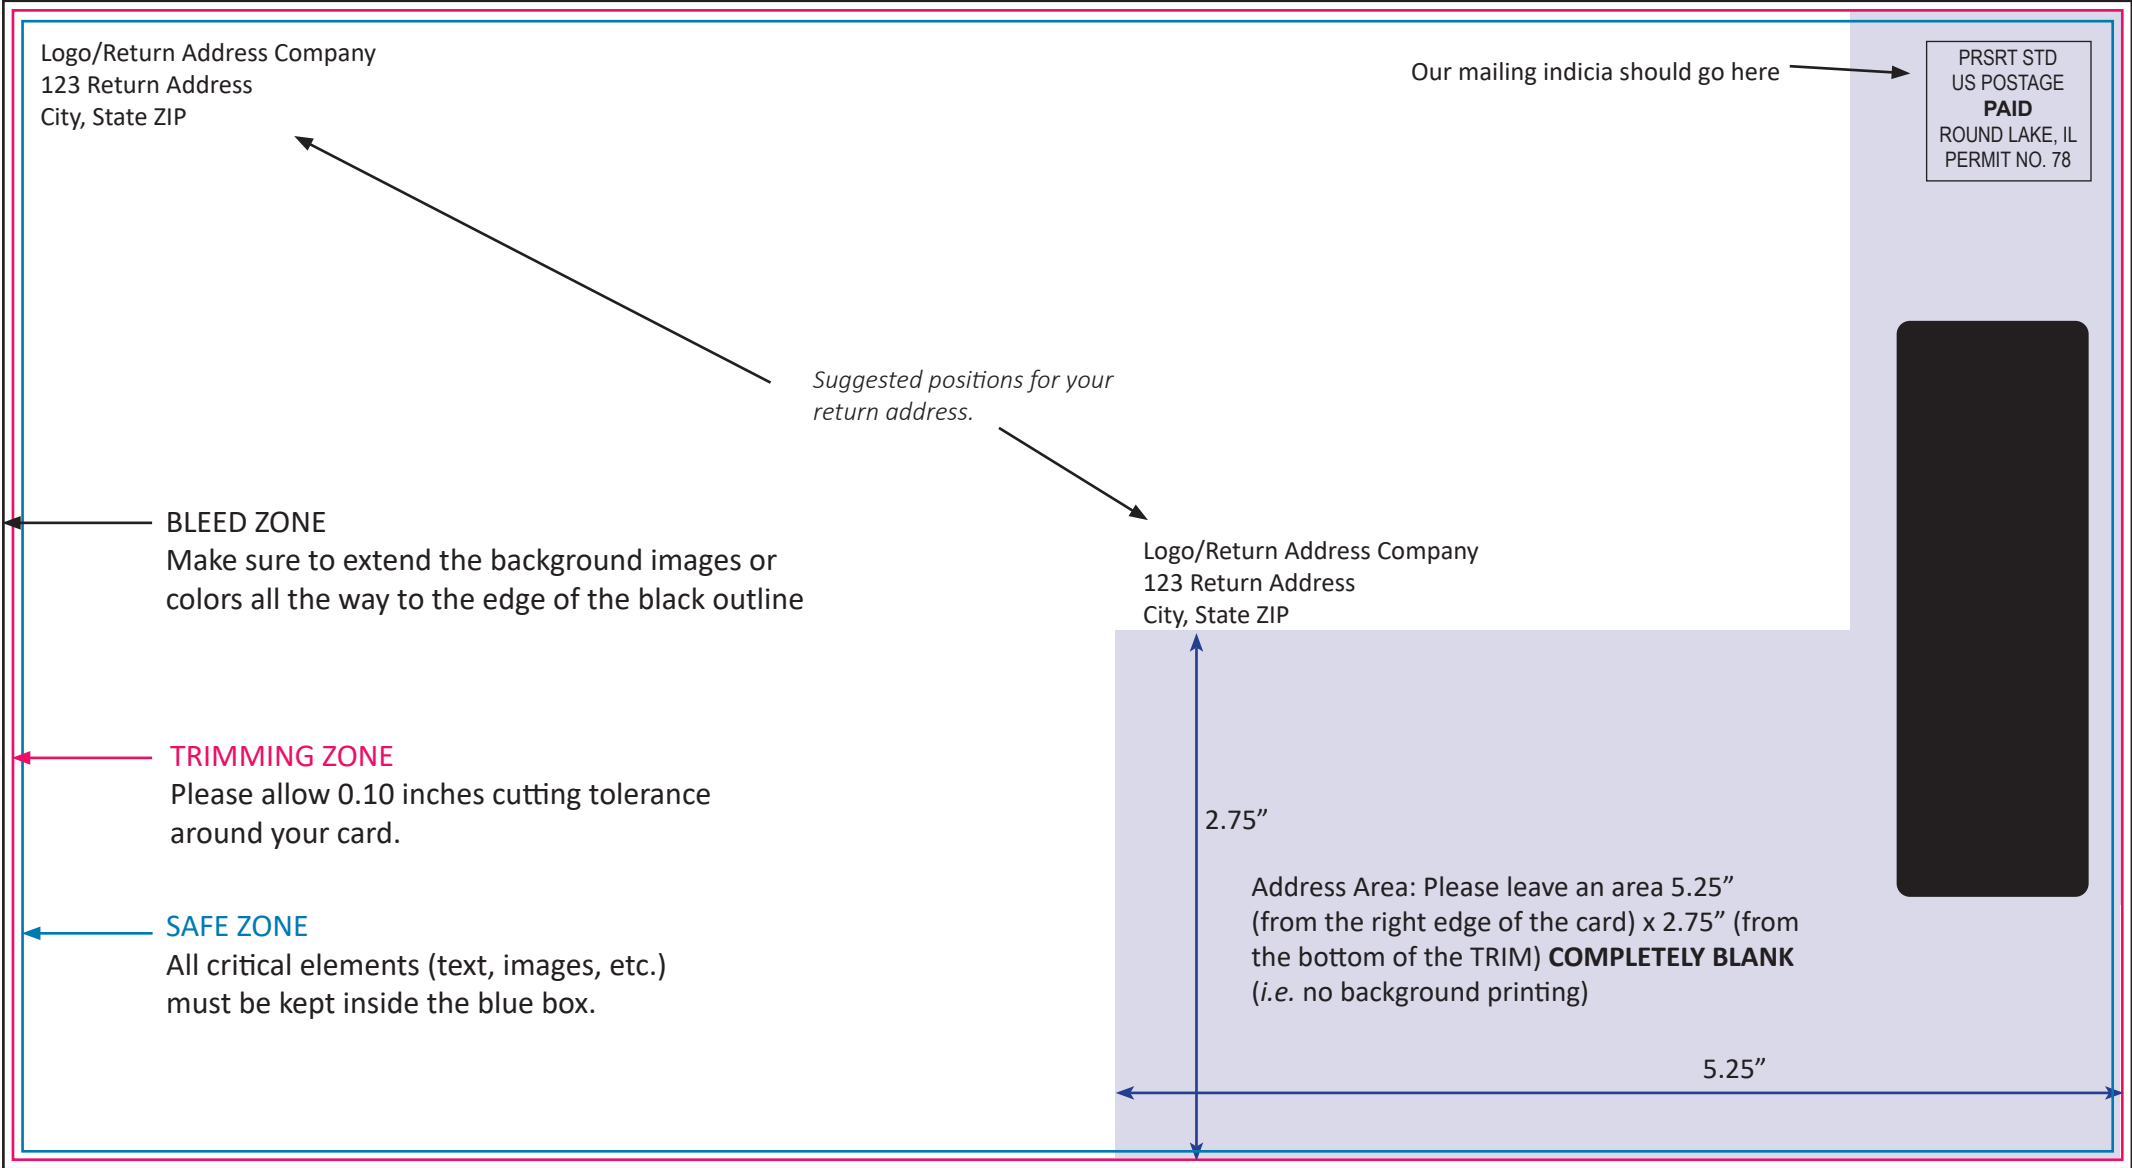 Logo/Return Address Company
123 Return Address
City, State ZIP
Our mailing indicia should go here
PRSRT STD
US POSTAGE
PAID
ROUND LAKE, IL
PERMIT NO. 78
Suggested positions for your
return address.
BLEED ZONE
Make sure to extend the background images or
colors all the way to the edge of the black outline
Logo/Return Address Company
123 Return Address
City, State ZIP
TRIMMING ZONE
Please allow 0.10 inches cutting tolerance
around your card.
2.75”
SAFE ZONE
All critical elements (text, images, etc.)
must be kept inside the blue box.
Address Area: Please leave an area 5.25”
(from the right edge of the card) x 2.75” (from
the bottom of the TRIM) COMPLETELY BLANK
(i.e. no background printing)
5.25”